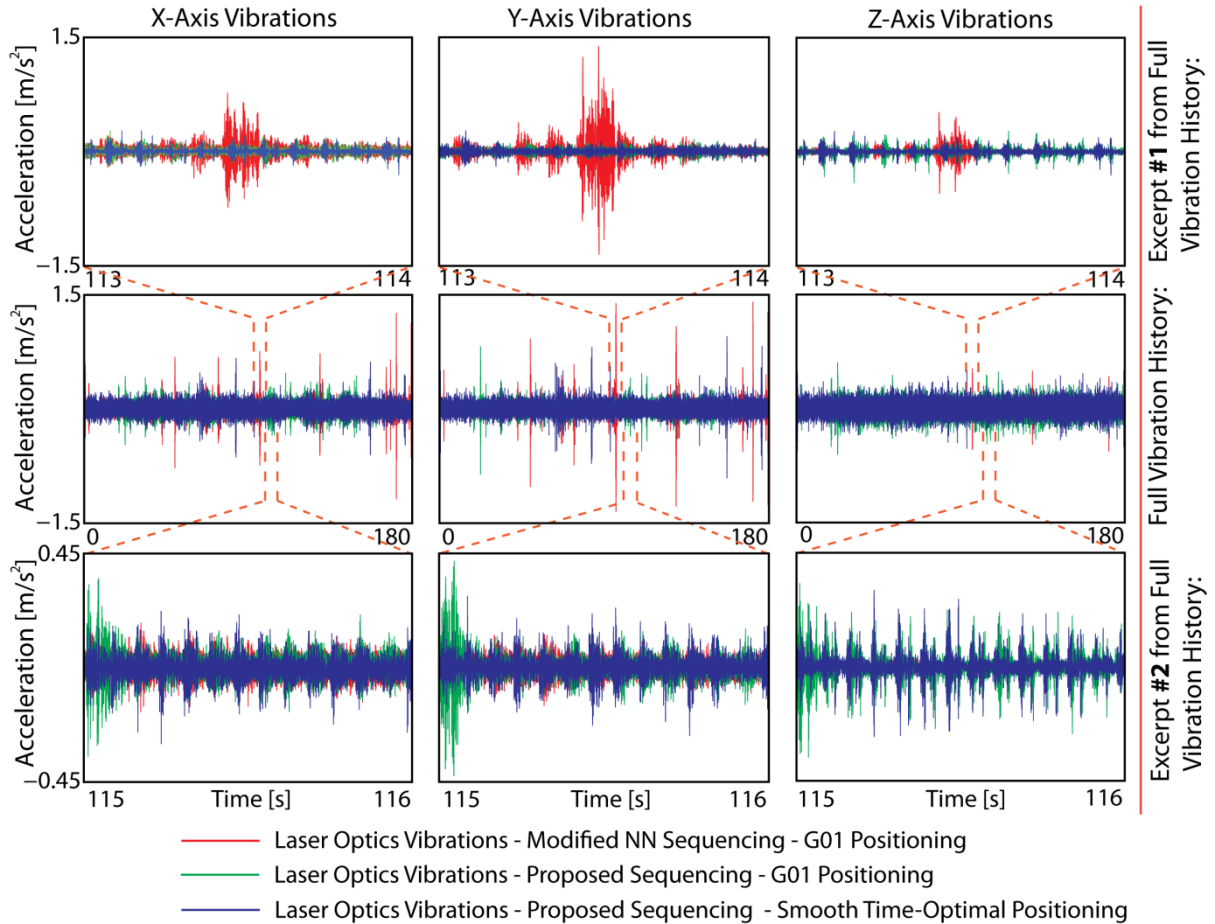 X-Axis Vibrations
Y-Axis Vibrations
Z-Axis Vibrations
Acceleration [m/s²]
1.5
−1.5
113
114
113
114
113
114
Exerpt #1 from Full
Vibration History:
Acceleration [m/s²]
1.5
−1.5
0
180
0
180
0
180
Full Vibration History:
Acceleration [m/s²]
0.45
−0.45
115
Time [s]
116
115
Time [s]
116
115
Time [s]
116
Exerpt #2 from Full
Vibration History:
Laser Optics Vibrations - Modified NN Sequencing - G01 Positioning
Laser Optics Vibrations - Proposed Sequencing - G01 Positioning
Laser Optics Vibrations - Proposed Sequencing - Smooth Time-Optimal Positioning